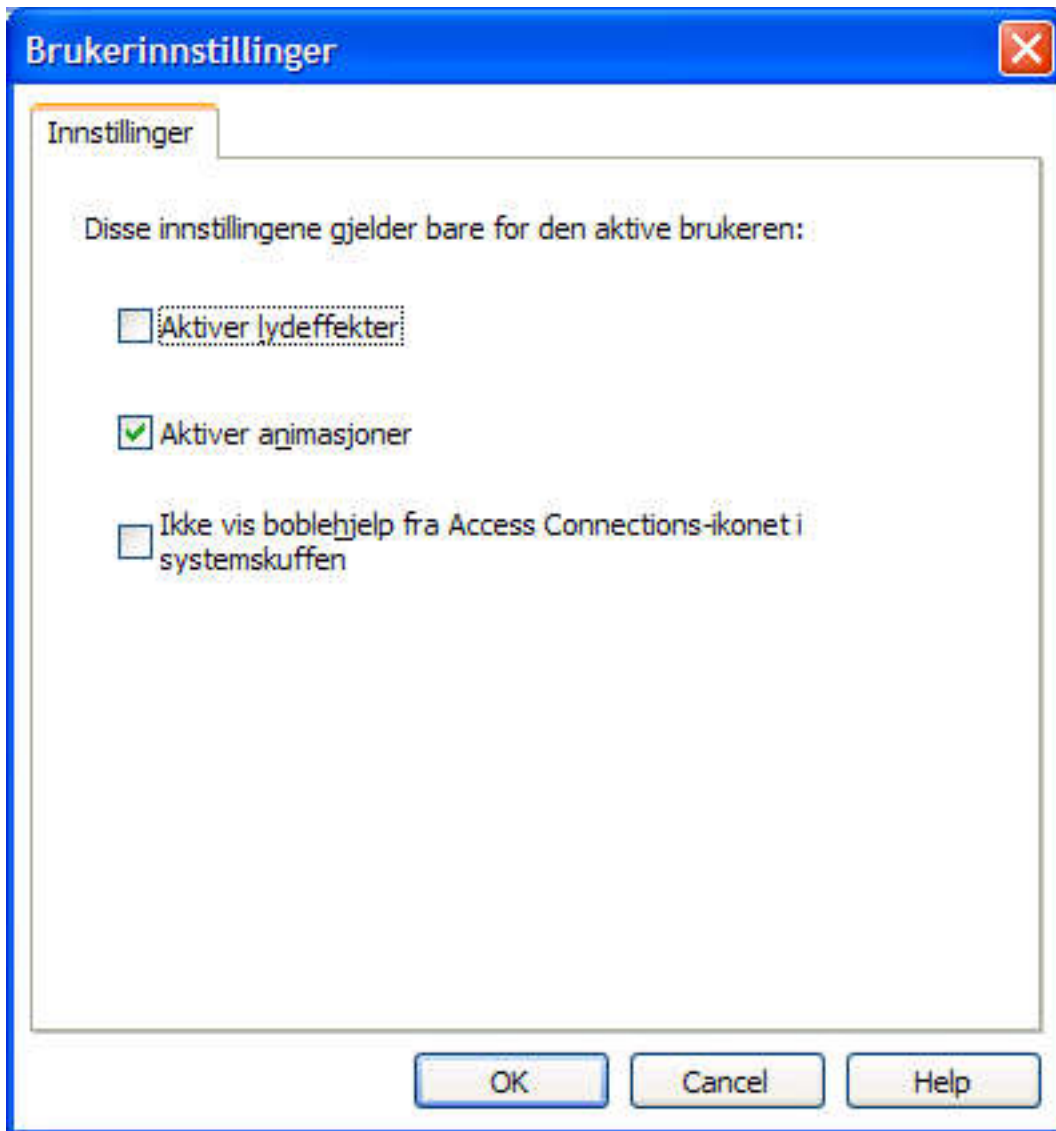 Brukerinnstillinger
Innstillinger
Disse innstillingene gjelder bare for den aktive brukeren:
Aktiver lydeffekter
Aktiver animasjoner
Ikke vis boblehjelp fra Access Connections-ikonet i
systemskuffen
OK
Cancel
Help